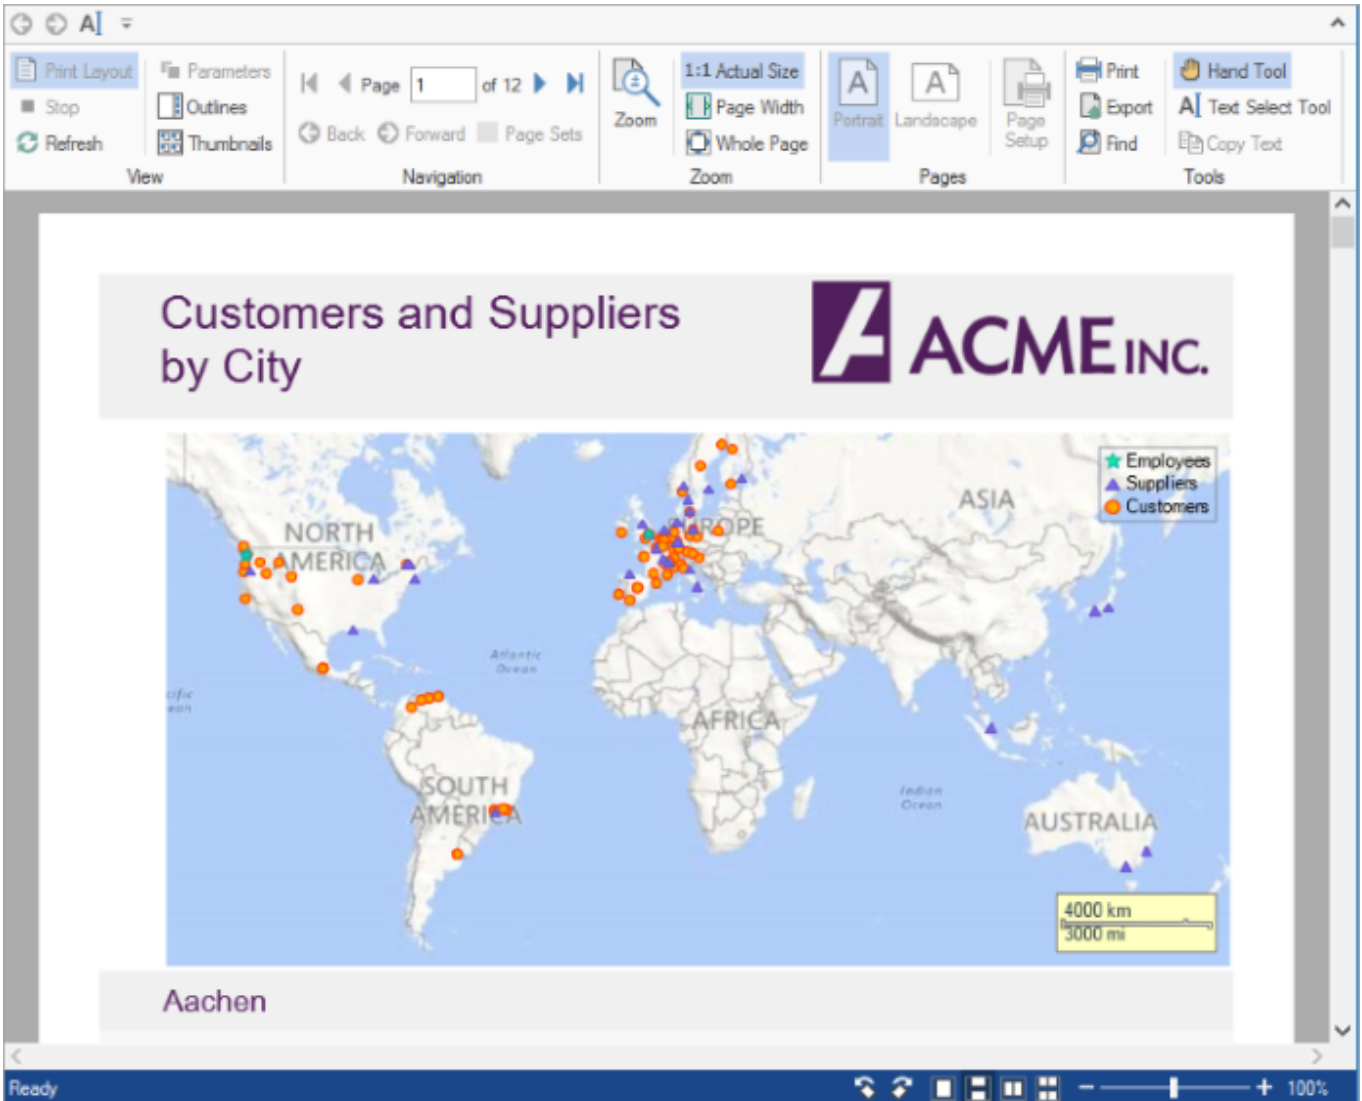 A
Print Layout
Stop
Refresh
Parameters
Outlines
Thumbnails
View
Page 1 of 12
Back Forward Page Sets
Navigation
Zoom
1:1 Actual Size
Page Width
Whole Page
Zoom
A
Portrait
A
Landscape
Page
Setup
Pages
Print
Export
Find
Hand Tool
A Text Select Tool
Copy Text
Tools
Customers and Suppliers
by City
ACME INC.
Employees
Suppliers
Customers
NORTH
AMERICA
EUROPE
ASIA
Atlantic
Ocean
AFRICA
SOUTH
AMERICA
Indian
Ocean
AUSTRALIA
4000 km
3000 mi
Aachen
Ready
100%